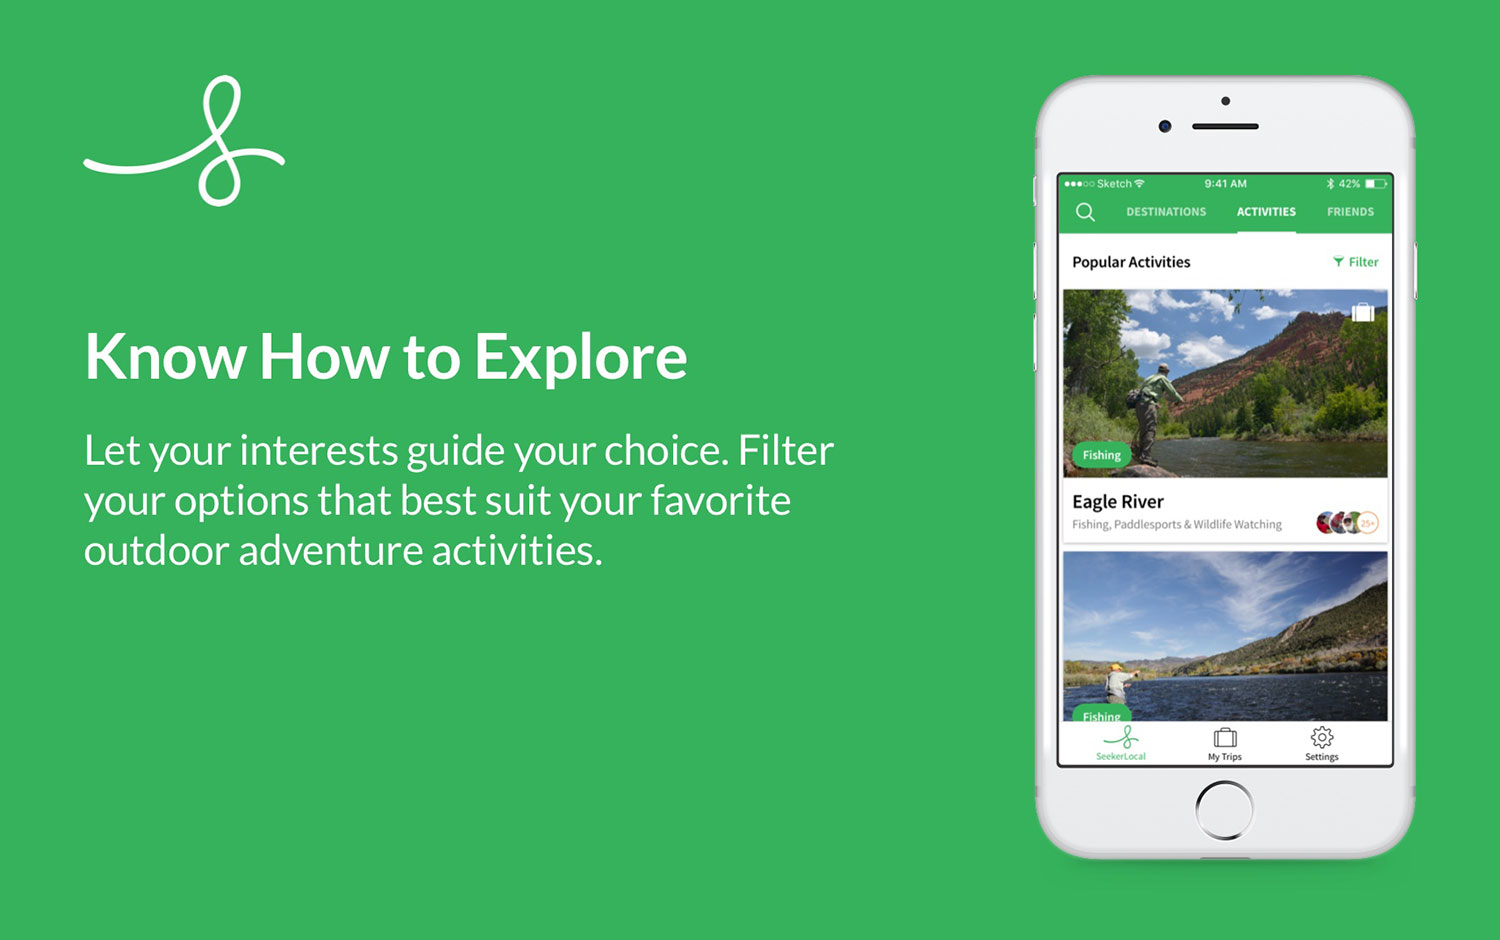 Know How to Explore
Let your interests guide your choice. Filter
your options that best suit your favorite
outdoor adventure activities.
Sketch 9:41 AM 42%
DESTINATIONS ACTIVITIES FRIENDS
Popular Activities Filter
Fishing
Eagle River
Fishing, Paddlesports & Wildlife Watching 25+
Fishing
SeekerLocal My Trips Settings